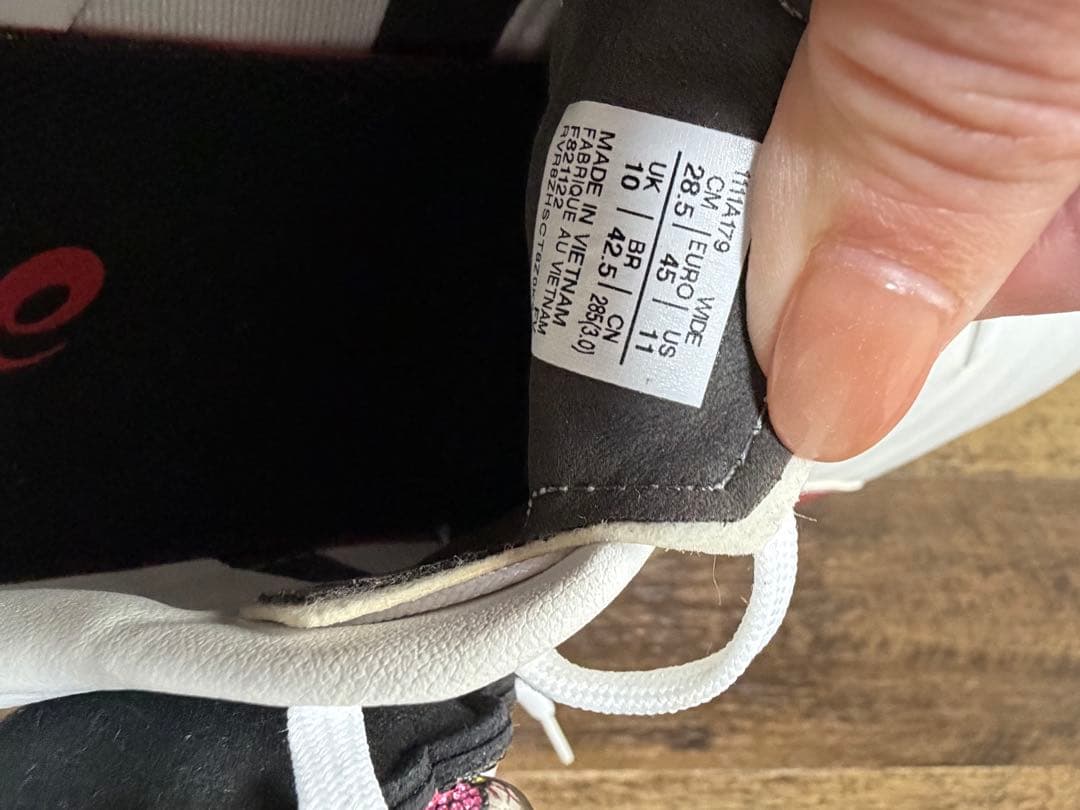 1111A179 WIDE
CM | EURO | US
28.5 | 45 | 11
UK | BR | CN
10 | 42.5 | 285(3.0)
MADE IN VIETNAM
FABRIQUE AU VIETNAM
F821122